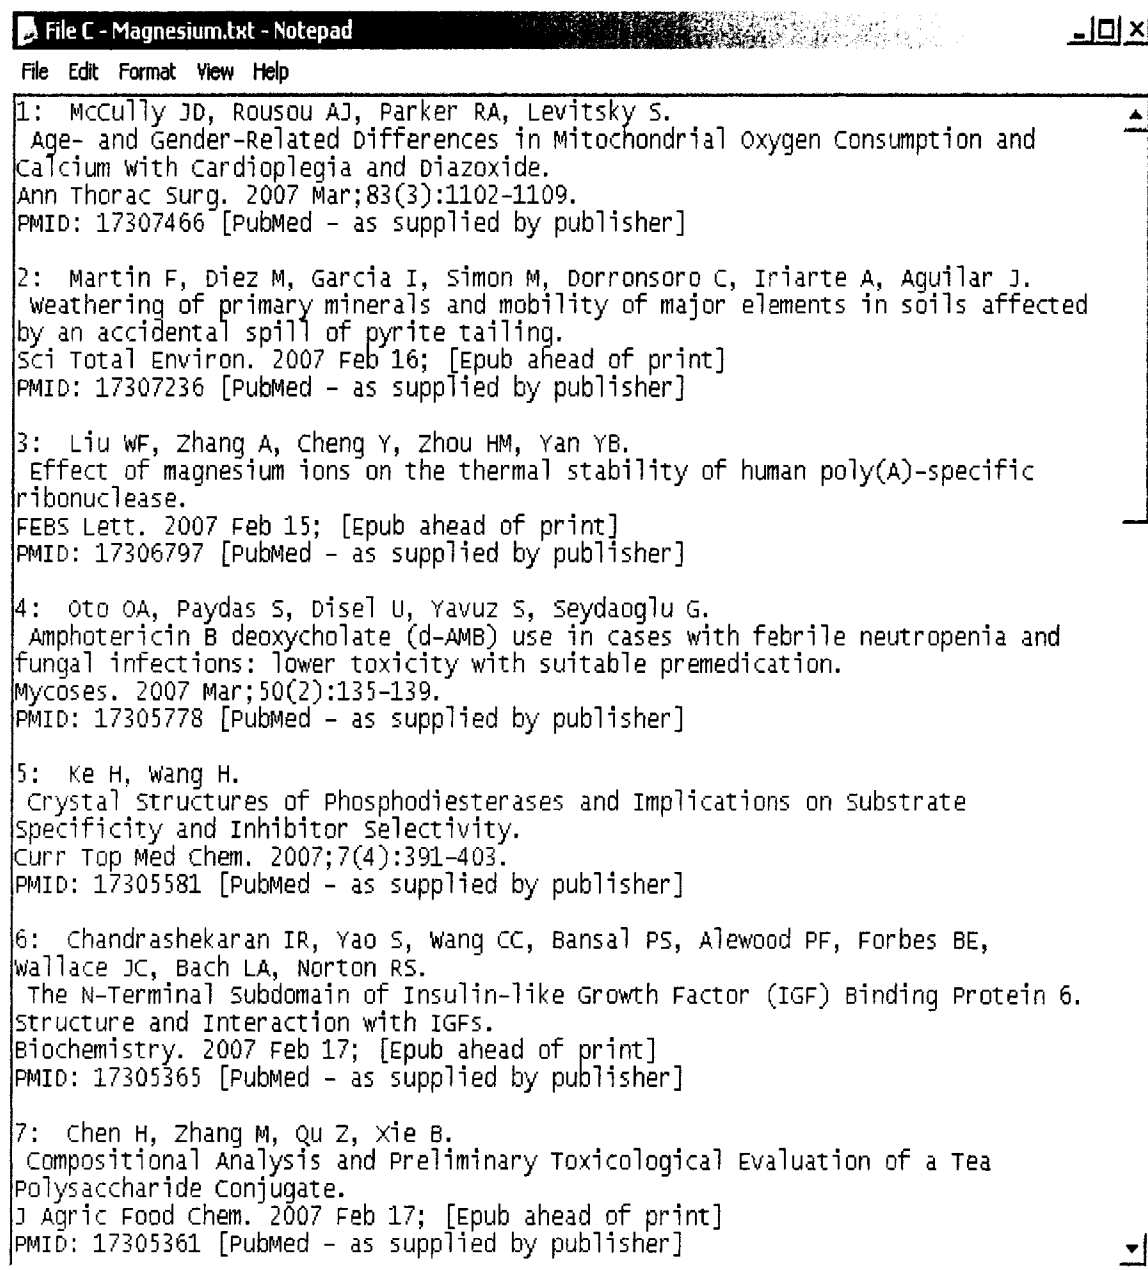 File C - Magnesium.txt - Notepad
File Edit Format View Help
1: McCully JD, Rousou AJ, Parker RA, Levitsky S.
Age- and Gender-Related Differences in Mitochondrial Oxygen Consumption and
Calcium With Cardioplegia and Diazoxide.
Ann Thorac Surg. 2007 Mar;83(3):1102-1109.
PMID: 17307466 [PubMed - as supplied by publisher]
2: Martin F, Diez M, Garcia I, Simon M, Dorronsoro C, Iriarte A, Aguilar J.
Weathering of primary minerals and mobility of major elements in soils affected
by an accidental spill of pyrite tailing.
Sci Total Environ. 2007 Feb 16; [Epub ahead of print]
PMID: 17307236 [PubMed - as supplied by publisher]
3: Liu WF, Zhang A, Cheng Y, Zhou HM, Yan YB.
Effect of magnesium ions on the thermal stability of human poly(A)-specific
ribonuclease.
FEBS Lett. 2007 Feb 15; [Epub ahead of print]
PMID: 17306797 [PubMed - as supplied by publisher]
4: Oto OA, Paydas S, Disel U, Yavuz S, Seydaoglu G.
Amphotericin B deoxycholate (d-AMB) use in cases with febrile neutropenia and
fungal infections: lower toxicity with suitable premedication.
Mycoses. 2007 Mar;50(2):135-139.
PMID: 17305778 [PubMed - as supplied by publisher]
5: Ke H, Wang H.
Crystal Structures of Phosphodiesterases and Implications on Substrate
Specificity and Inhibitor Selectivity.
Curr Top Med Chem. 2007;7(4):391-403.
PMID: 17305581 [PubMed - as supplied by publisher]
6: Chandrashekaran IR, Yao S, Wang CC, Bansal PS, Alewood PF, Forbes BE,
Wallace JC, Bach LA, Norton RS.
The N-Terminal Subdomain of Insulin-like Growth Factor (IGF) Binding Protein 6.
Structure and Interaction with IGFs.
Biochemistry. 2007 Feb 17; [Epub ahead of print]
PMID: 17305365 [PubMed - as supplied by publisher]
7: Chen H, Zhang M, Qu Z, Xie B.
Compositional Analysis and Preliminary Toxicological Evaluation of a Tea
Polysaccharide Conjugate.
J Agric Food Chem. 2007 Feb 17; [Epub ahead of print]
PMID: 17305361 [PubMed - as supplied by publisher]